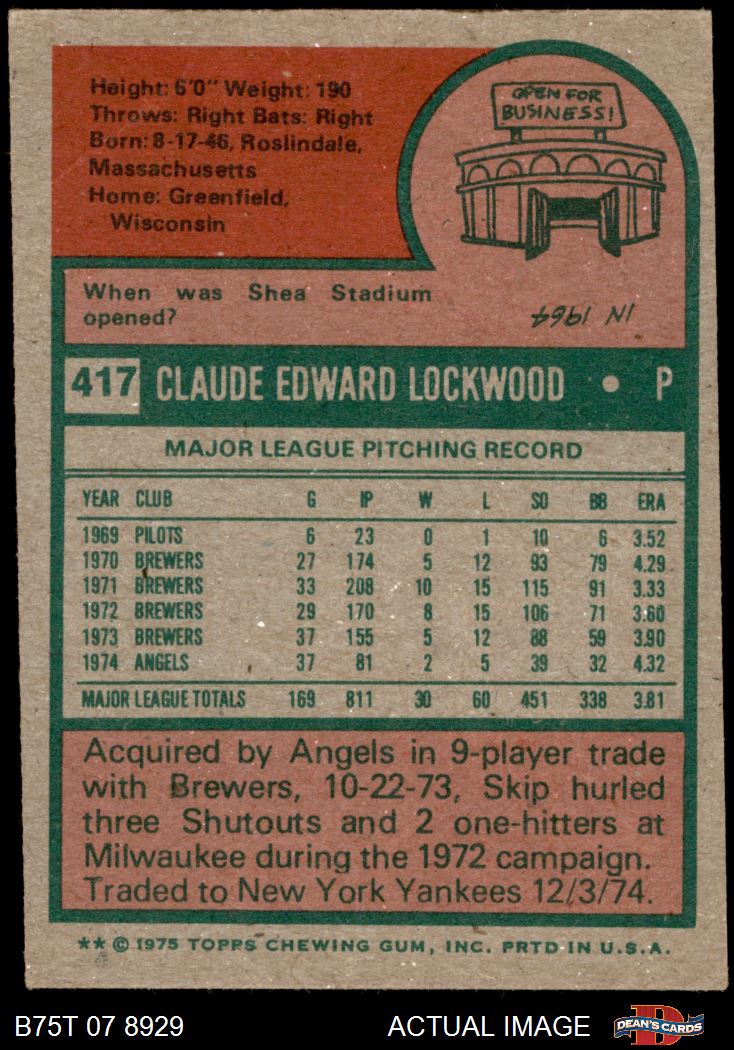 Height: 6'0" Weight: 190
Throws: Right Bats: Right
Born: 8-17-46, Roslindale,
Massachusetts
Home: Greenfield,
Wisconsin
OPEN FOR
BUSINESS!
When was Shea Stadium
opened?
IN 1964
417 CLAUDE EDWARD LOCKWOOD • P
MAJOR LEAGUE PITCHING RECORD
YEAR CLUB G IP W L SO BB ERA
1969 PILOTS 6 23 0 1 10 6 3.52
1970 BREWERS 27 174 5 12 93 79 4.29
1971 BREWERS 33 208 10 15 115 91 3.33
1972 BREWERS 29 170 8 15 106 71 3.60
1973 BREWERS 37 155 5 12 88 59 3.90
1974 ANGELS 37 81 2 5 39 32 4.32
MAJOR LEAGUE TOTALS 169 811 30 60 451 338 3.81
Acquired by Angels in 9-player trade
with Brewers, 10-22-73, Skip hurled
three Shutouts and 2 one-hitters at
Milwaukee during the 1972 campaign.
Traded to New York Yankees 12/3/74.
** © 1975 TOPPS CHEWING GUM, INC. PRTD IN U.S.A.
B75T 07 8929 ACTUAL IMAGE
D
DEAN'S CARDS